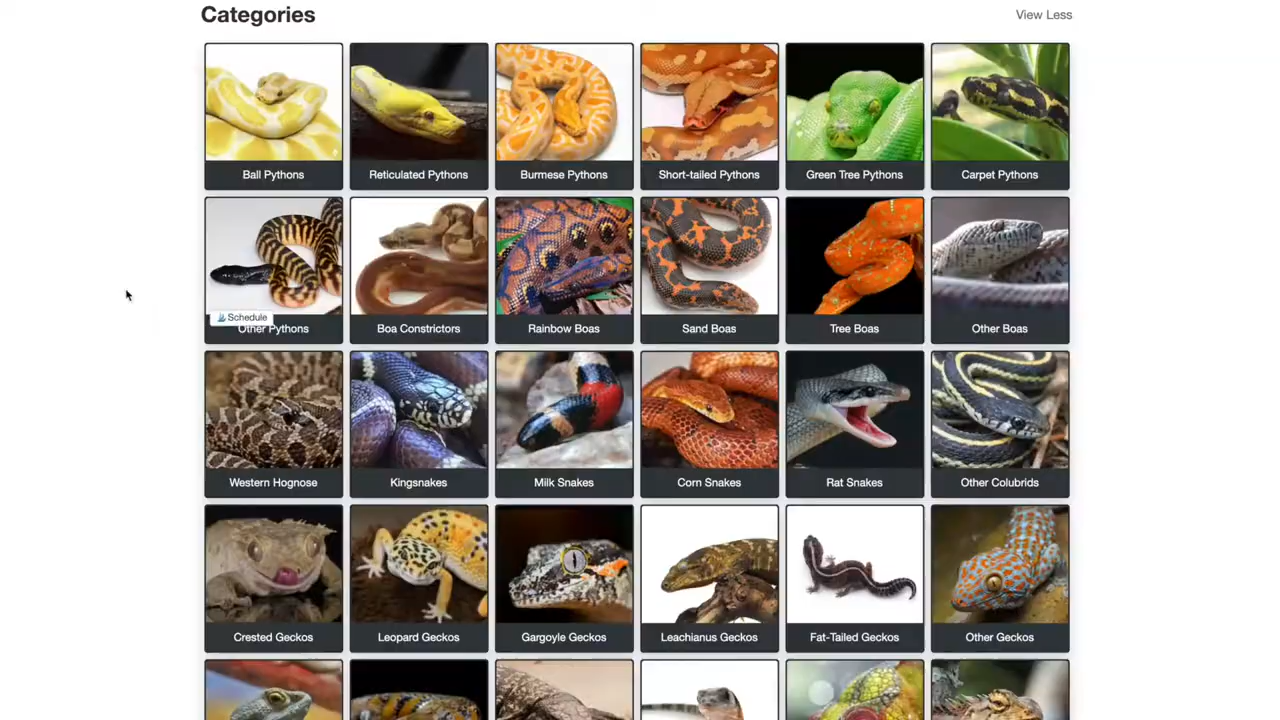 Categories
View Less
Ball Pythons
Reticulated Pythons
Burmese Pythons
Short-tailed Pythons
Green Tree Pythons
Carpet Pythons
Schedule
Other Pythons
Boa Constrictors
Rainbow Boas
Sand Boas
Tree Boas
Other Boas
Western Hognose
Kingsnakes
Milk Snakes
Corn Snakes
Rat Snakes
Other Colubrids
Crested Geckos
Leopard Geckos
Gargoyle Geckos
Leachianus Geckos
Fat-Tailed Geckos
Other Geckos